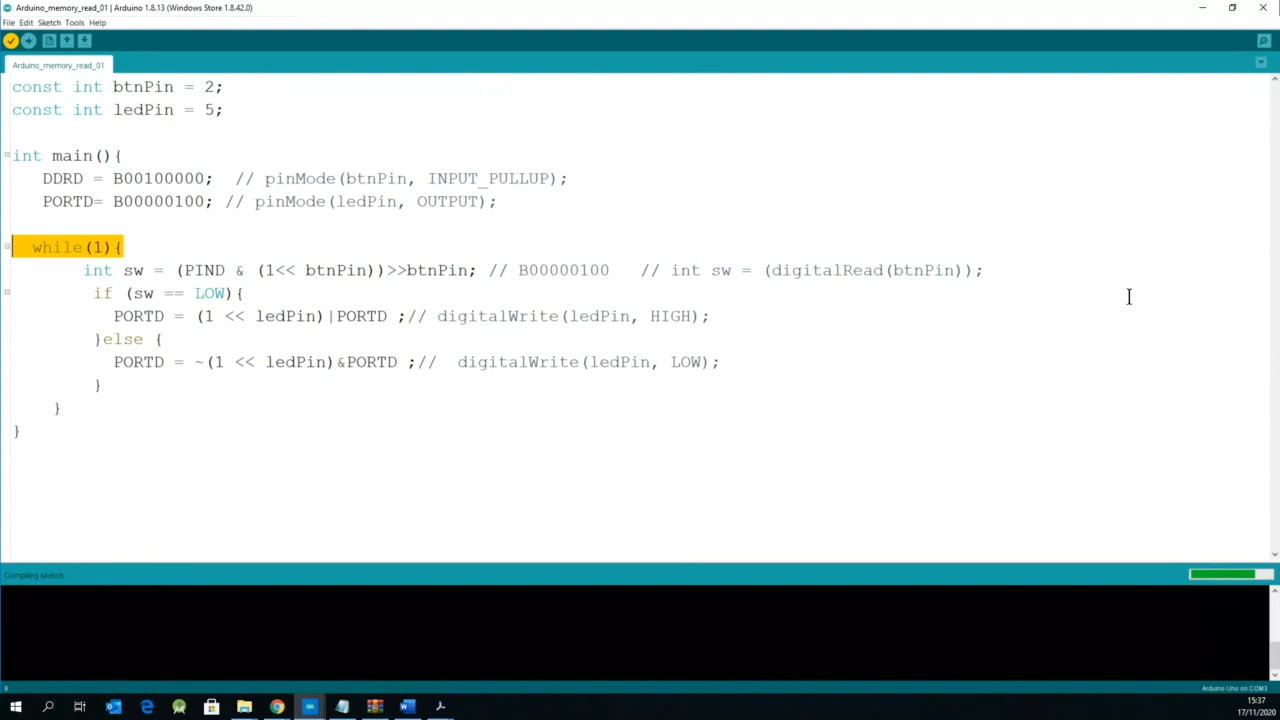 Arduino_memory_read_01 | Arduino 1.8.13 (Windows Store 1.8.42.0)
File Edit Sketch Tools Help
Arduino_memory_read_01
const int btnPin = 2;
const int ledPin = 5;
int main(){
DDRD = B00100000;  // pinMode(btnPin, INPUT_PULLUP);
PORTD= B00000100; // pinMode(ledPin, OUTPUT);
while(1){
int sw = (PIND & (1<< btnPin))>>btnPin; // B00000100   // int sw = (digitalRead(btnPin));
if (sw == LOW){
PORTD = (1 << ledPin)|PORTD ;// digitalWrite(ledPin, HIGH);
}else {
PORTD = ~(1 << ledPin)&PORTD ;//  digitalWrite(ledPin, LOW);
}
}
}
Compiling sketch...
8
Arduino Uno on COM3
15:37
17/11/2020